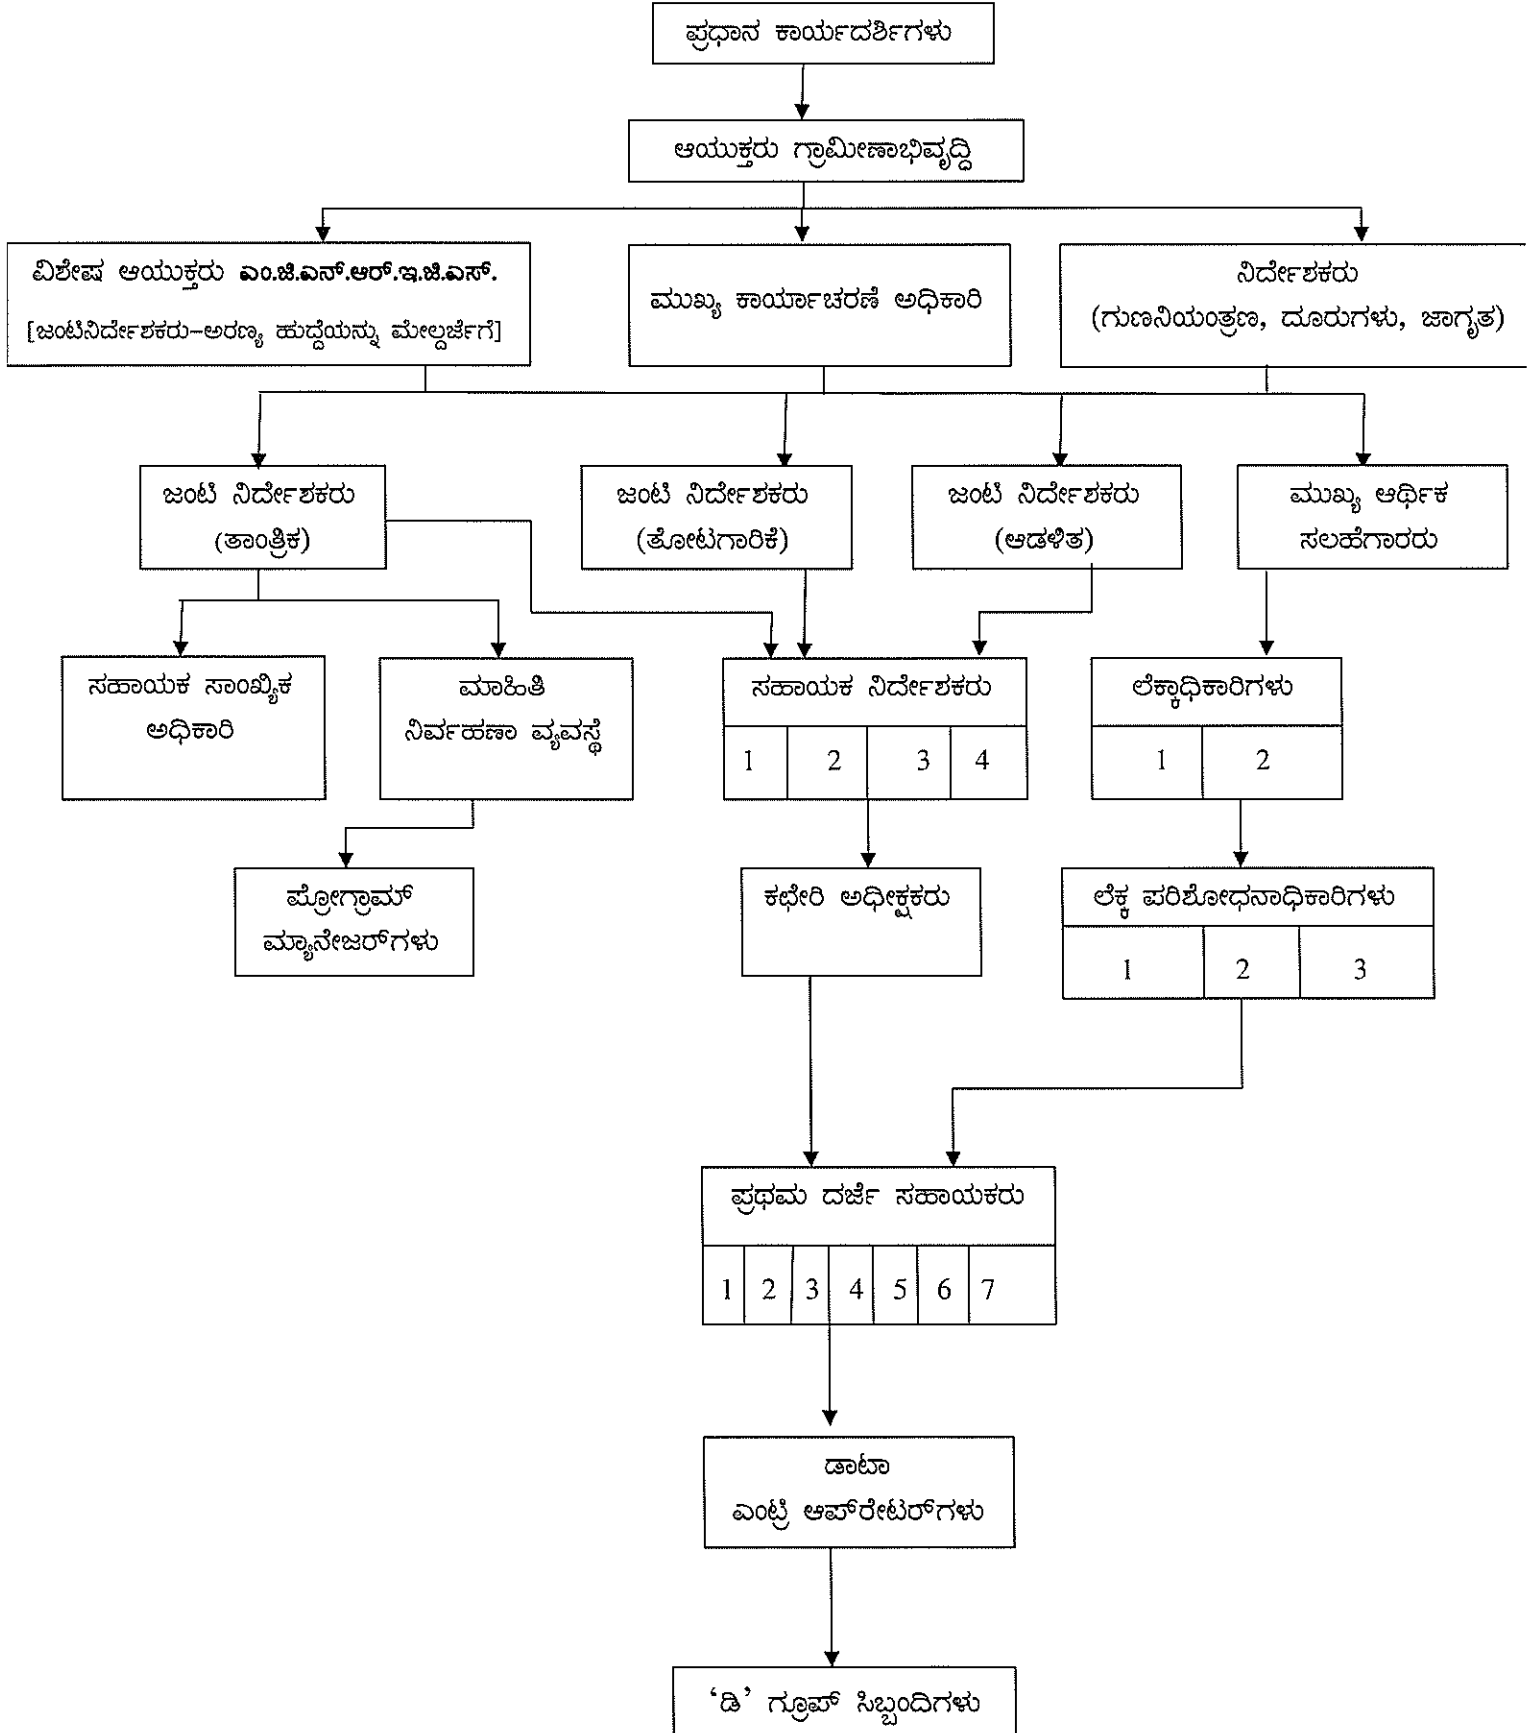 ಪ್ರಧಾನ ಕಾರ್ಯದರ್ಶಿಗಳು
ಆಯುಕ್ತರು ಗ್ರಾಮೀಣಾಭಿವೃದ್ಧಿ
ವಿಶೇಷ ಆಯುಕ್ತರು ಎಂ.ಜಿ.ಎನ್.ಆರ್.ಇ.ಜಿ.ಎಸ್.
[ಜಂಟಿನಿರ್ದೇಶಕರು–ಅರಣ್ಯ ಹುದ್ದೆಯನ್ನು ಮೇಲ್ದರ್ಜೆಗೆ]
ಮುಖ್ಯ ಕಾರ್ಯಾಚರಣೆ ಅಧಿಕಾರಿ
ನಿರ್ದೇಶಕರು
(ಗುಣನಿಯಂತ್ರಣ, ದೂರುಗಳು, ಜಾಗೃತ)
ಜಂಟಿ ನಿರ್ದೇಶಕರು
(ತಾಂತ್ರಿಕ)
ಜಂಟಿ ನಿರ್ದೇಶಕರು
(ತೋಟಗಾರಿಕೆ)
ಜಂಟಿ ನಿರ್ದೇಶಕರು
(ಆಡಳಿತ)
ಮುಖ್ಯ ಆರ್ಥಿಕ
ಸಲಹೆಗಾರರು
ಸಹಾಯಕ ಸಾಂಖ್ಯಿಕ
ಅಧಿಕಾರಿ
ಮಾಹಿತಿ
ನಿರ್ವಹಣಾ ವ್ಯವಸ್ಥೆ
ಸಹಾಯಕ ನಿರ್ದೇಶಕರು
1 2 3 4
ಲೆಕ್ಕಾಧಿಕಾರಿಗಳು
1 2
ಪ್ರೋಗ್ರಾಮ್
ಮ್ಯಾನೇಜರ್‌ಗಳು
ಕಛೇರಿ ಅಧೀಕ್ಷಕರು
ಲೆಕ್ಕ ಪರಿಶೋಧನಾಧಿಕಾರಿಗಳು
1 2 3
ಪ್ರಥಮ ದರ್ಜೆ ಸಹಾಯಕರು
1 2 3 4 5 6 7
ಡಾಟಾ
ಎಂಟ್ರಿ ಆಪ್‌ರೇಟರ್‌ಗಳು
‘ಡಿ’ ಗ್ರೂಪ್ ಸಿಬ್ಬಂದಿಗಳು